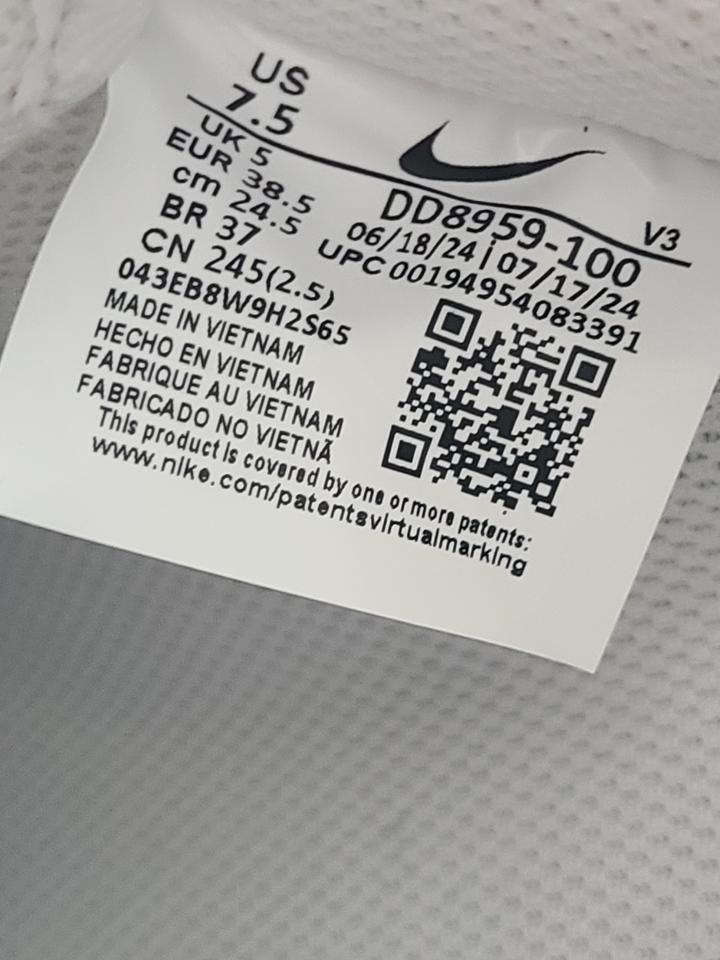 US
7.5
UK 5
EUR 38.5
cm 24.5
BR 37
CN 245(2.5)
043EB8W9H2S65
MADE IN VIETNAM
HECHO EN VIETNAM
FABRIQUE AU VIETNAM
FABRICADO NO VIETNÃ
V3
DD8959-100
06/18/24 | 07/17/24
UPC 00194954083391
This product is covered by one or more patents:
www.nike.com/patentsvirtualmarking